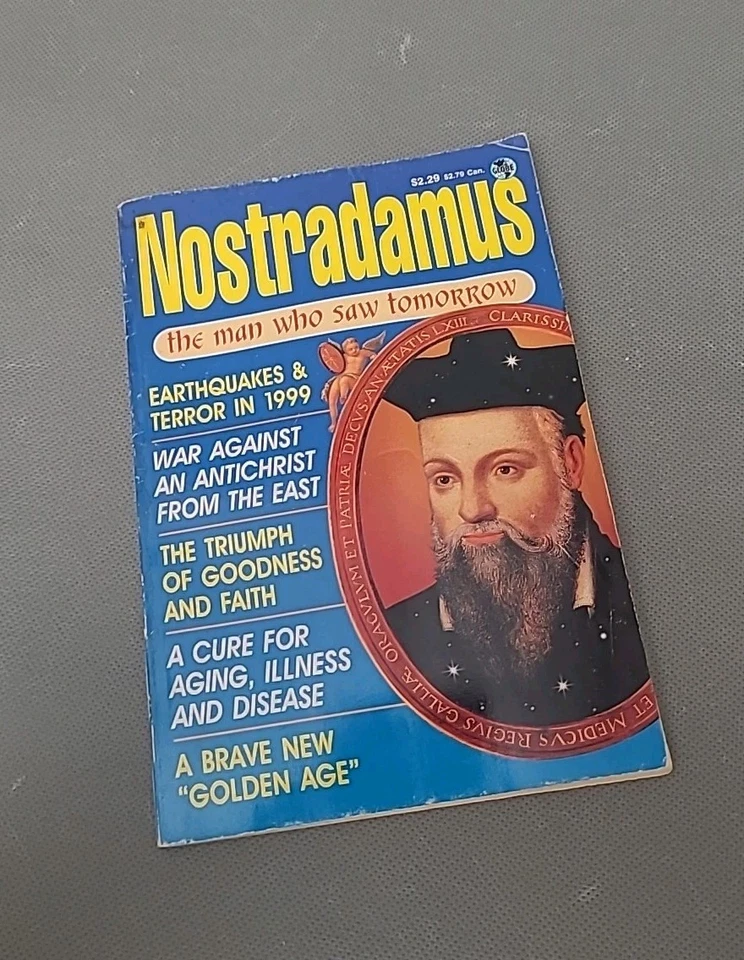 $2.29 $2.79 Can.
GLOBE
Nostradamus
the man who saw tomorrow
EARTHQUAKES &
TERROR IN 1999
WAR AGAINST
AN ANTICHRIST
FROM THE EAST
THE TRIUMPH
OF GOODNESS
AND FAITH
A CURE FOR
AGING, ILLNESS
AND DISEASE
A BRAVE NEW
“GOLDEN AGE”
CLARISSI
ET MEDICVS REGIVS GALLIÆ ORACVLVM ET PATRIÆ DECVS·AN·ÆTATIS LXIII